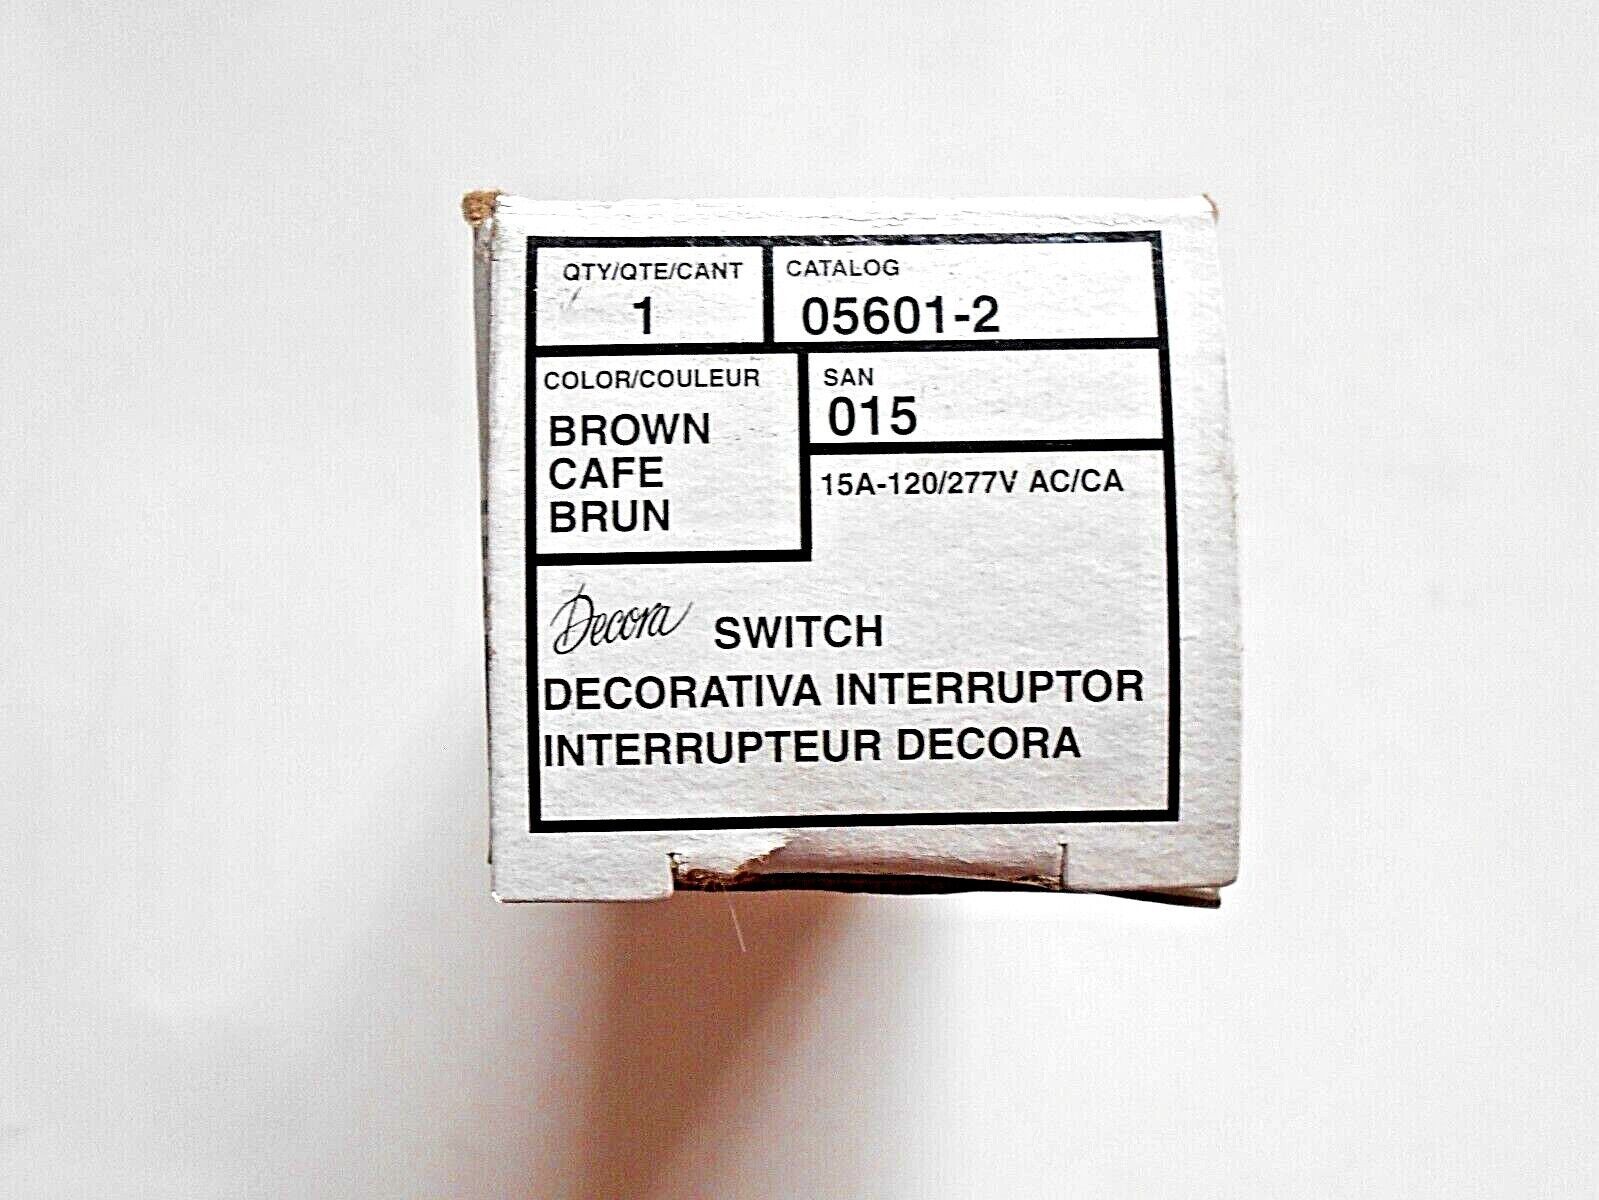 QTY/QTE/CANT
1
CATALOG
05601-2
COLOR/COULEUR
BROWN
CAFE
BRUN
SAN
015
15A-120/277V AC/CA
Decora SWITCH
DECORATIVA INTERRUPTOR
INTERRUPTEUR DECORA